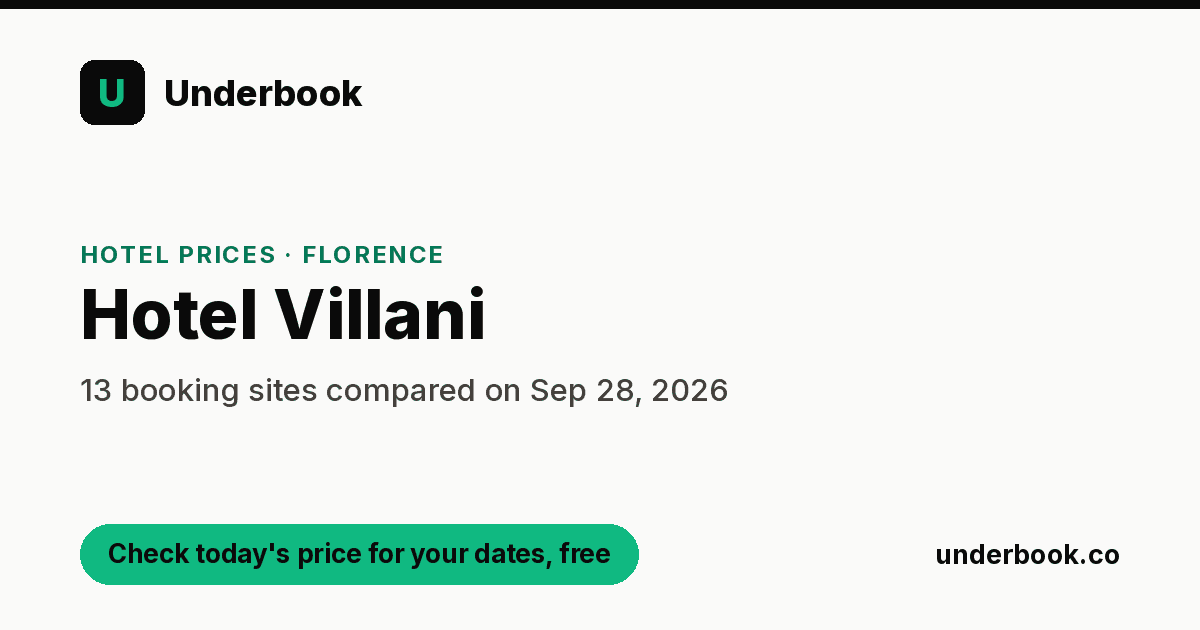 U Underbook
HOTEL PRICES · FLORENCE
Hotel Villani
13 booking sites compared on Sep 28, 2026
Check today's price for your dates, free
underbook.co